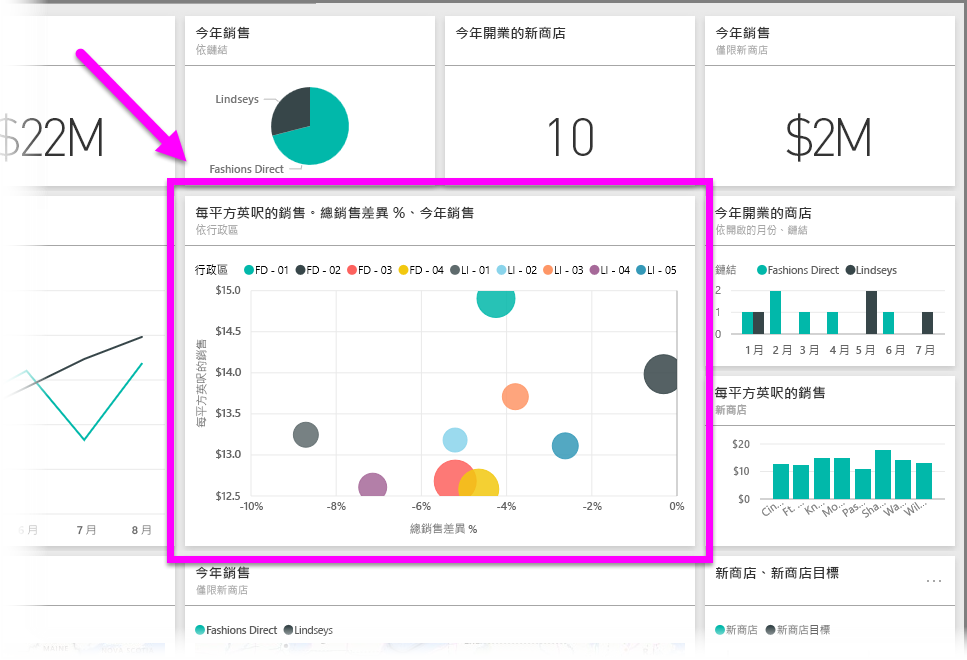 今年銷售
依鏈結
Lindseys
Fashions Direct
今年開業的新商店
10
今年銷售
僅限新商店
$2M
$22M
每平方英呎的銷售。總銷售差異 %、今年銷售
依行政區
行政區 FD - 01 FD - 02 FD - 03 FD - 04 LI - 01 LI - 02 LI - 03 LI - 04 LI - 05
每平方英呎的銷售
$15.0
$14.5
$14.0
$13.5
$13.0
$12.5
-10% -8% -6% -4% -2% 0%
總銷售差異 %
今年開業的商店
依開啟的月份、鏈結
鏈結 Fashions Direct Lindseys
2
1
0
1月 2月 3月 4月 5月 6月 7月
每平方英呎的銷售
新商店
$20
$10
$0
Cin... Ft. ... Kn... Mo... Pas... Sha... Wa... Wil...
6月 7月 8月
今年銷售
僅限新商店
Fashions Direct Lindseys
新商店、新商店目標
...
新商店 新商店目標
MAINE